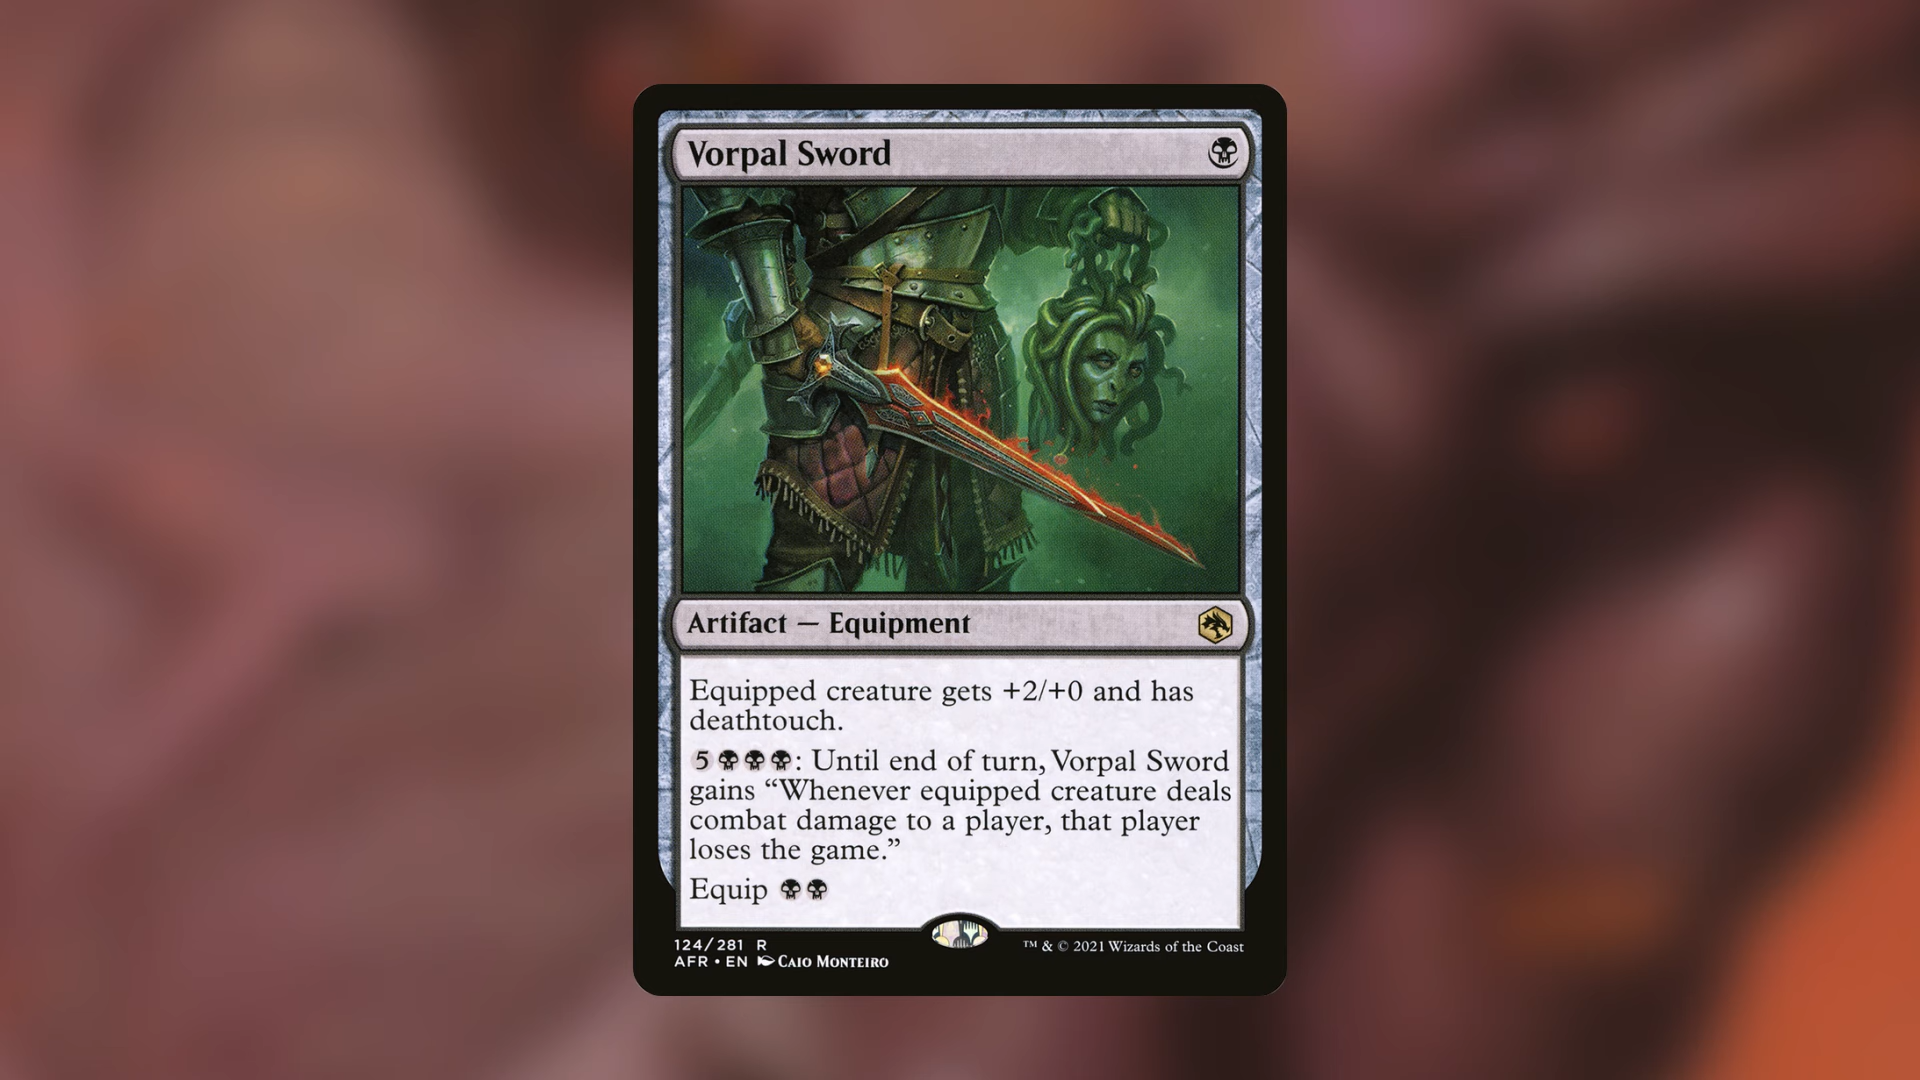 Vorpal Sword
Artifact — Equipment
Equipped creature gets +2/+0 and has
deathtouch.
5: Until end of turn, Vorpal Sword
gains “Whenever equipped creature deals
combat damage to a player, that player
loses the game.”
Equip
124/281 R
AFR • EN CAIO MONTEIRO
™ & © 2021 Wizards of the Coast